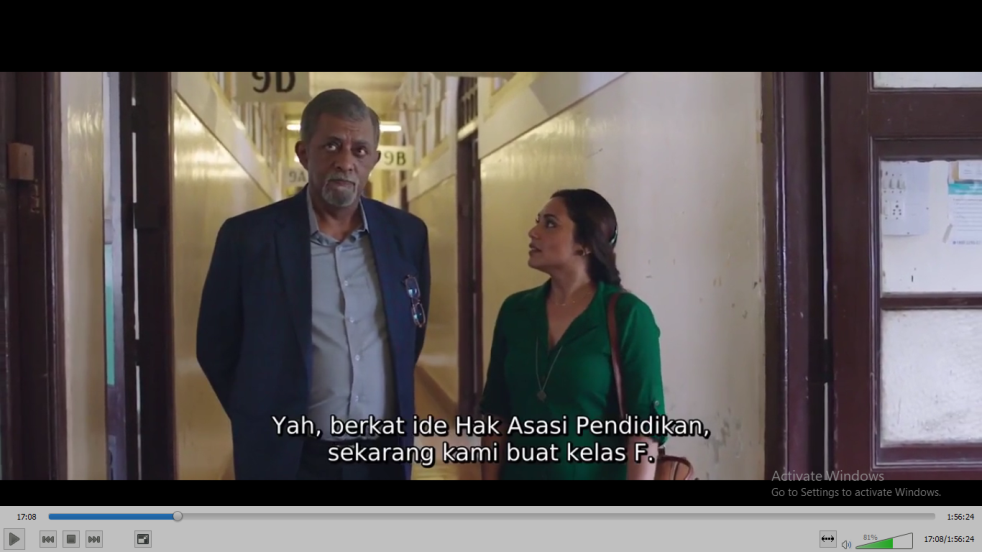 9D
9B
9A
Yah, berkat ide Hak Asasi Pendidikan,
sekarang kami buat kelas F.
Activate Windows
Go to Settings to activate Windows.
17:08
1:56:24
81%
17:08/1:56:24